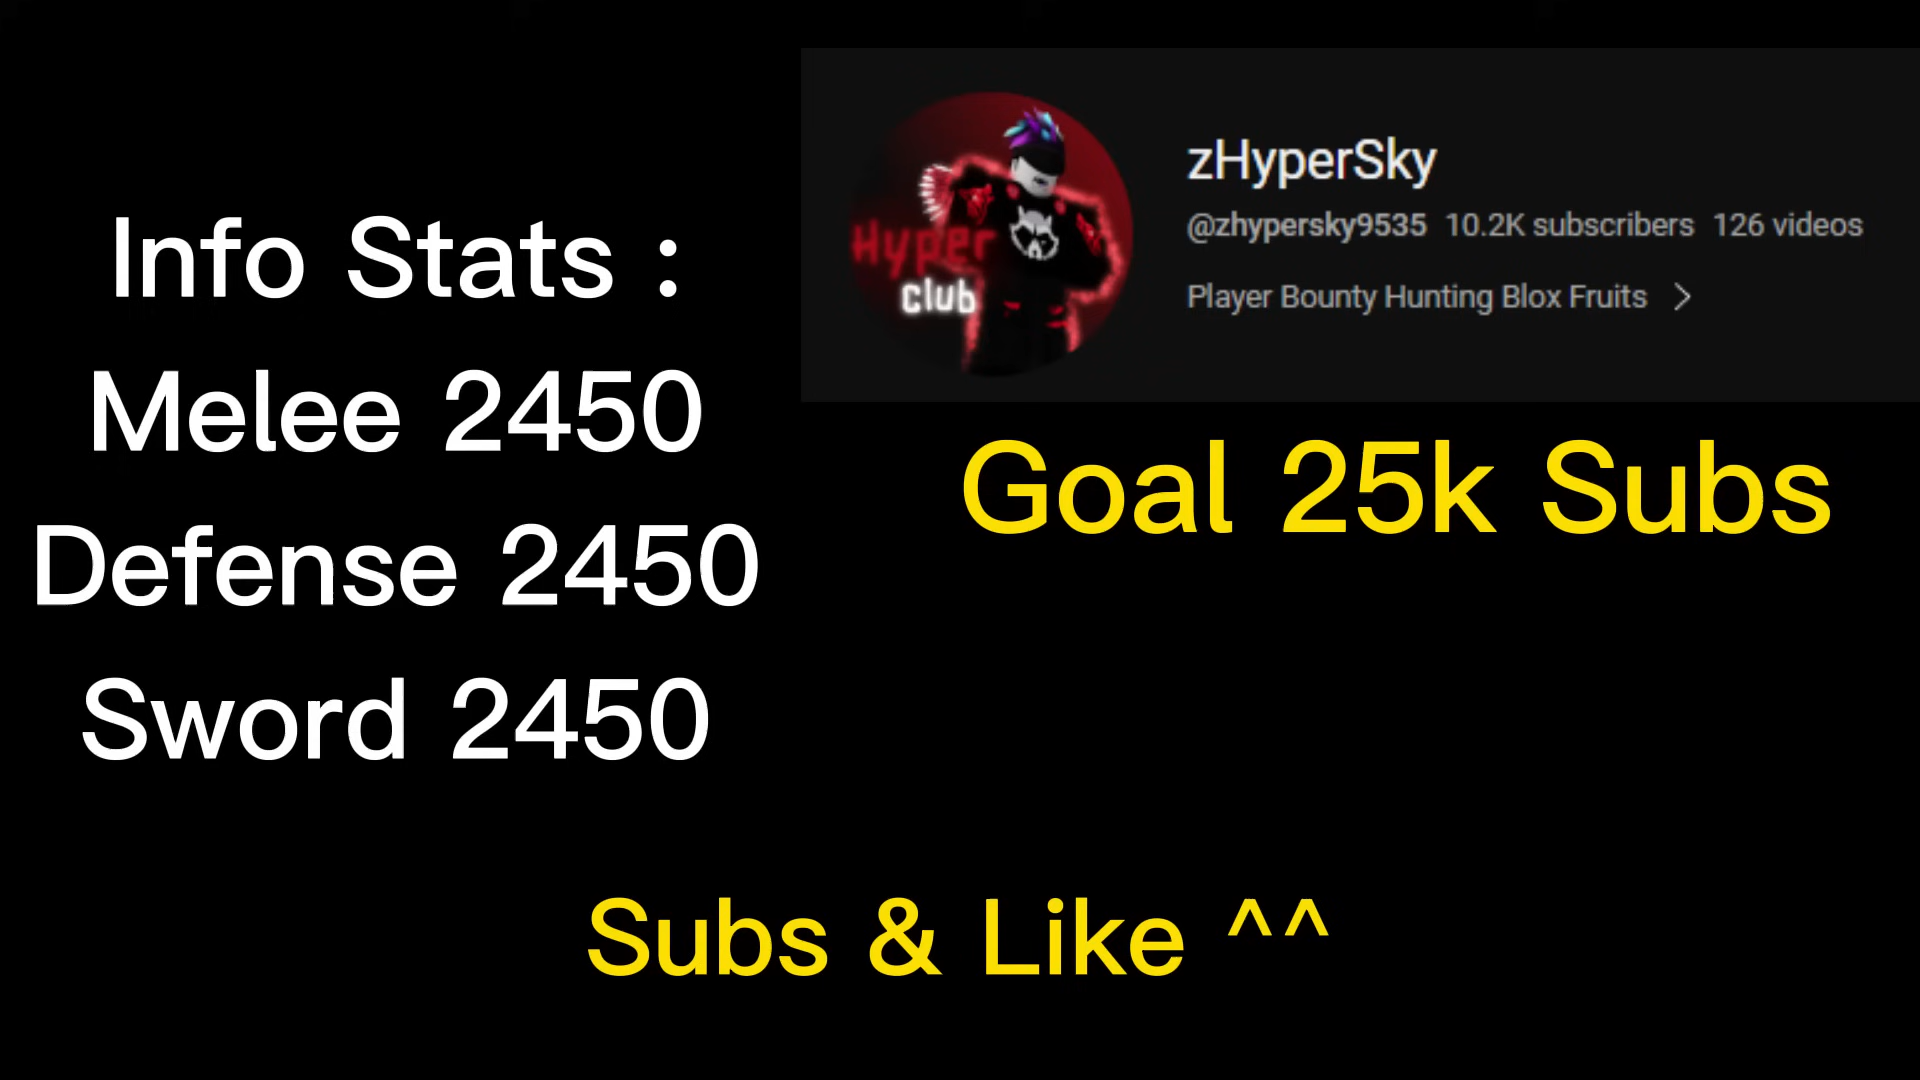 Info Stats :
Melee 2450
Defense 2450
Sword 2450
Hyper
club
zHyperSky
@zhypersky9535 10.2K subscribers 126 videos
Player Bounty Hunting Blox Fruits
Goal 25k Subs
Subs & Like ^^